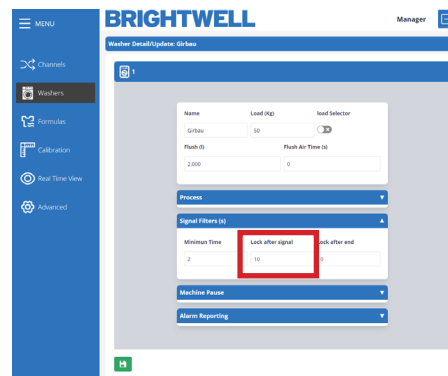 MENU
BRIGHTWELL
Manager
Washer Detail/Update: Girbau
Channels
Washers
Formulas
Calibration
Real Time View
Advanced
1
Name Load (Kg) load Selector
Girbau 50
Flush (l) Flush Air Time (s)
2.000 0
Process
Signal Filters (s)
Minimun Time Lock after signal Lock after end
2 10 0
Machine Pause
Alarm Reporting